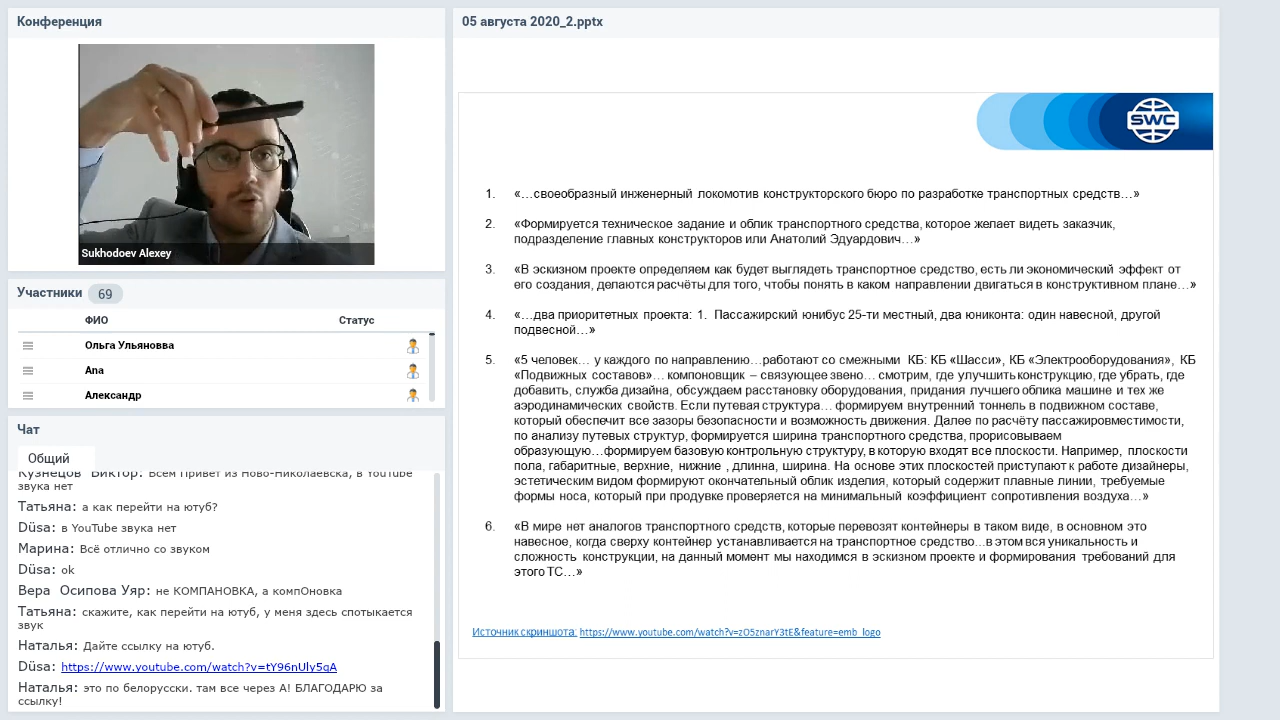 Конференция
Sukhodoev Alexey
Участники 69
ФИО Статус
Ольга Ульяновва
Ana
Александр
Чат
Общий
Кузнецов Виктор: Всем Привет из Ново-Николаевска, в YouTube
звука нет
Татьяна: а как перейти на ютуб?
Düsa: в YouTube звука нет
Марина: Всё отлично со звуком
Düsa: ok
Вера Осипова Уяр: не КОМПАНОВКА, а компОновка
Татьяна: скажите, как перейти на ютуб, у меня здесь спотыкается
звук
Наталья: Дайте ссылку на ютуб.
Düsa: https://www.youtube.com/watch?v=tY96nUly5qA
Наталья: это по белорусски. там все через А! БЛАГОДАРЮ за
ссылку!
05 августа 2020_2.pptx
SWC
1. «…своеобразный инженерный локомотив конструкторского бюро по разработке транспортных средств…»
2. «Формируется техническое задание и облик транспортного средства, которое желает видеть заказчик,
подразделение главных конструкторов или Анатолий Эдуардович…»
3. «В эскизном проекте определяем как будет выглядеть транспортное средство, есть ли экономический эффект от
его создания, делаются расчёты для того, чтобы понять в каком направлении двигаться в конструктивном плане…»
4. «…два приоритетных проекта: 1. Пассажирский юнибус 25-ти местный, два юниконта: один навесной, другой
подвесной…»
5. «5 человек… у каждого по направлению…работают со смежными КБ: КБ «Шасси», КБ «Электрооборудования», КБ
«Подвижных составов»… компоновщик – связующее звено… смотрим, где улучшить конструкцию, где убрать, где
добавить, служба дизайна, обсуждаем расстановку оборудования, придания лучшего облика машине и тех же
аэродинамических свойств. Если путевая структура… формируем внутренний тоннель в подвижном составе,
который обеспечит все зазоры безопасности и возможность движения. Далее по расчёту пассажировместимости,
по анализу путевых структур, формируется ширина транспортного средства, прорисовываем
образующую…формируем базовую контрольную структуру, в которую входят все плоскости. Например, плоскости
пола, габаритные, верхние, нижние , длинна, ширина. На основе этих плоскостей приступают к работе дизайнеры,
эстетическим видом формируют окончательный облик изделия, который содержит плавные линии, требуемые
формы носа, который при продувке проверяется на минимальный коэффициент сопротивления воздуха…»
6. «В мире нет аналогов транспортного средств, которые перевозят контейнеры в таком виде, в основном это
навесное, когда сверху контейнер устанавливается на транспортное средство...в этом вся уникальность и
сложность конструкции, на данный момент мы находимся в эскизном проекте и формирования требований для
этого ТС…»
Источник скриншота: https://www.youtube.com/watch?v=zO5znarY3tE&feature=emb_logo